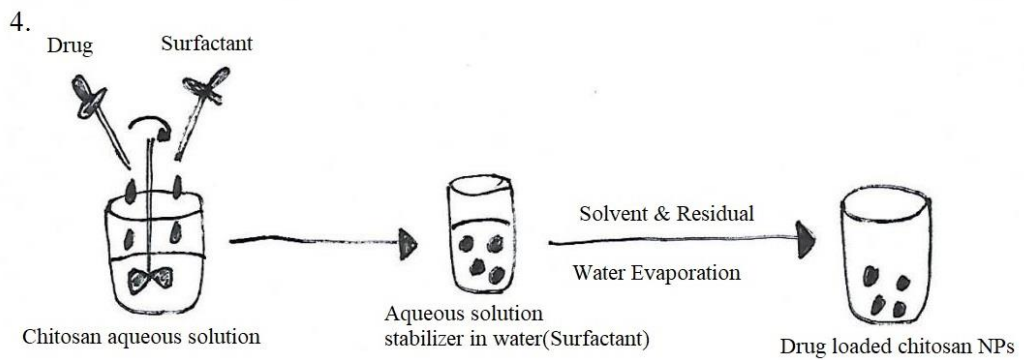 4.
Drug
Surfactant
Solvent & Residual
Water Evaporation
Chitosan aqueous solution
Aqueous solution
stabilizer in water(Surfactant)
Drug loaded chitosan NPs